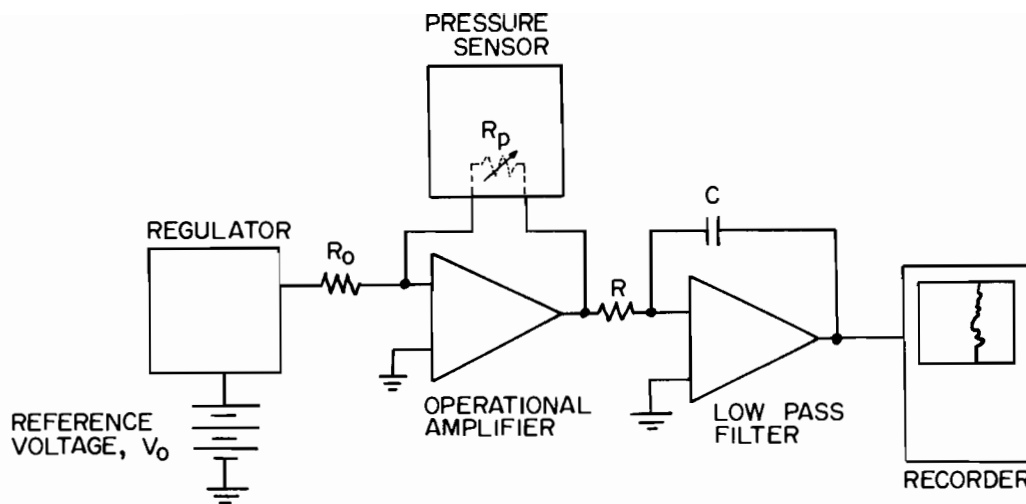 PRESSURE
SENSOR
Rp
REGULATOR
Ro
C
R
REFERENCE
VOLTAGE, Vo
OPERATIONAL
AMPLIFIER
LOW PASS
FILTER
RECORDER